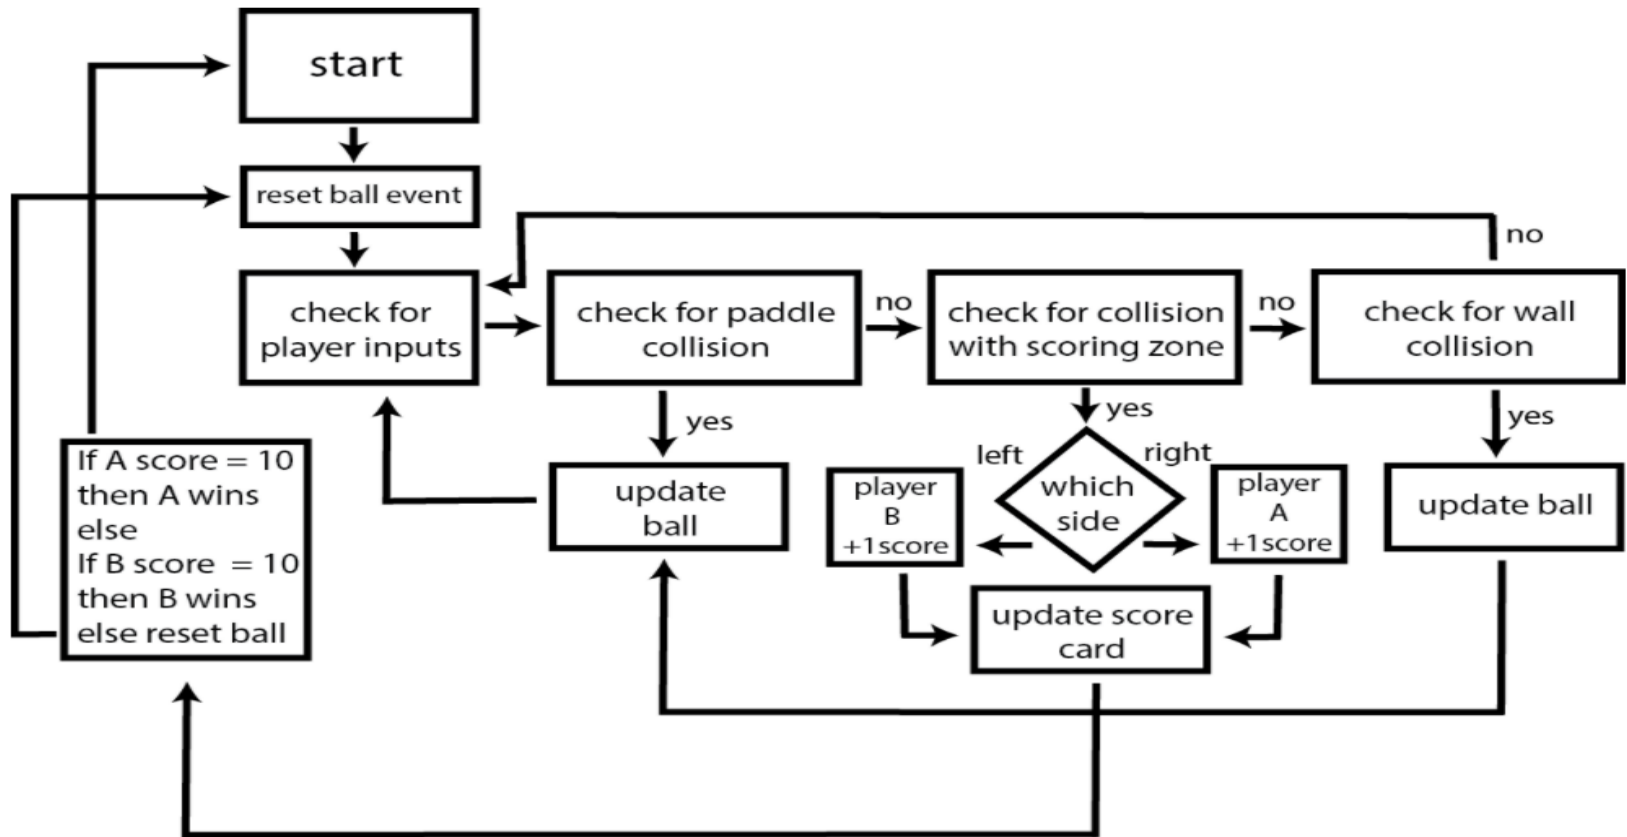 start
reset ball event
no
check for
player inputs
check for paddle
collision
no
check for collision
with scoring zone
no
check for wall
collision
yes
yes
yes
If A score = 10
then A wins
else
If B score = 10
then B wins
else reset ball
update
ball
left
right
player
B
+1score
which
side
player
A
+1score
update ball
update score
card